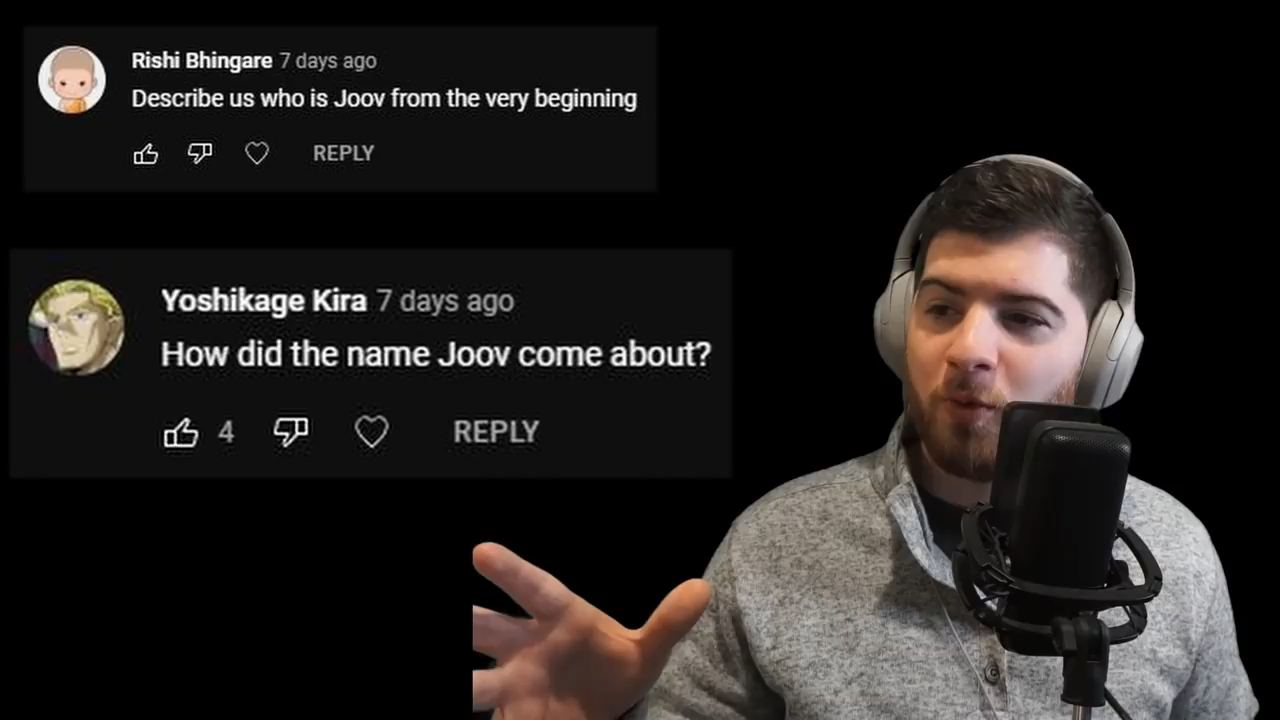 Rishi Bhingare 7 days ago
Describe us who is Joov from the very beginning
REPLY
Yoshikage Kira 7 days ago
How did the name Joov come about?
4 REPLY